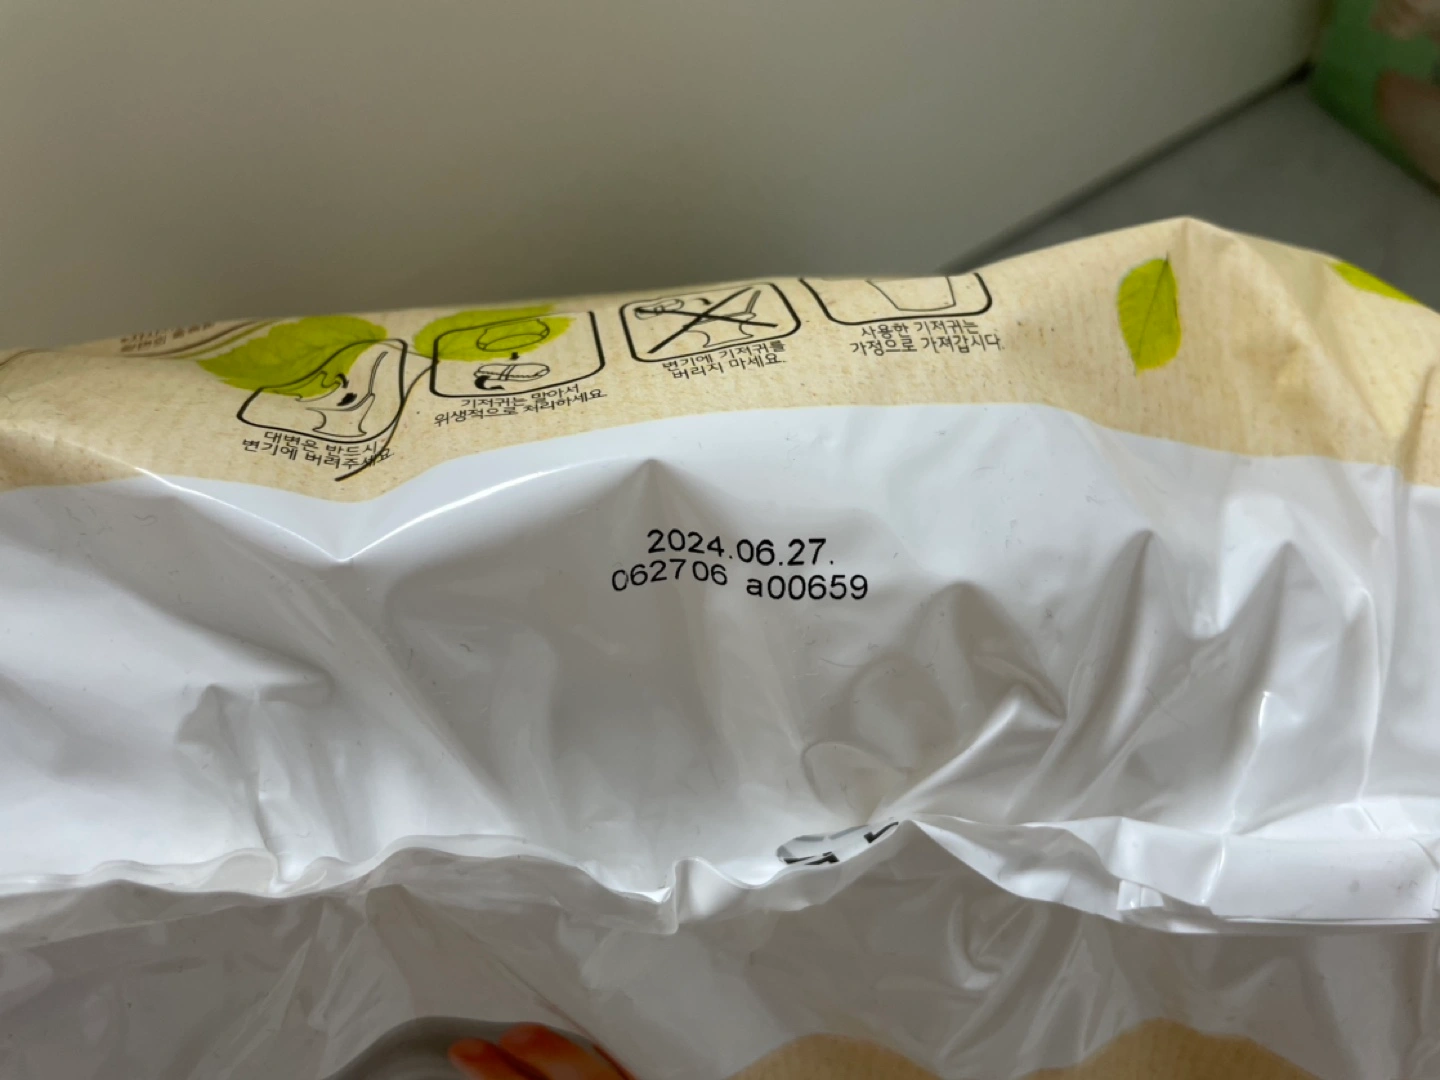 사용한 기저귀는
가정으로 가져갑시다.
변기에 기저귀를
버리지 마세요.
기저귀는 말아서
위생적으로 처리하세요.
대변은 반드시
변기에 버려주세요.
2024.06.27.
062706 a00659